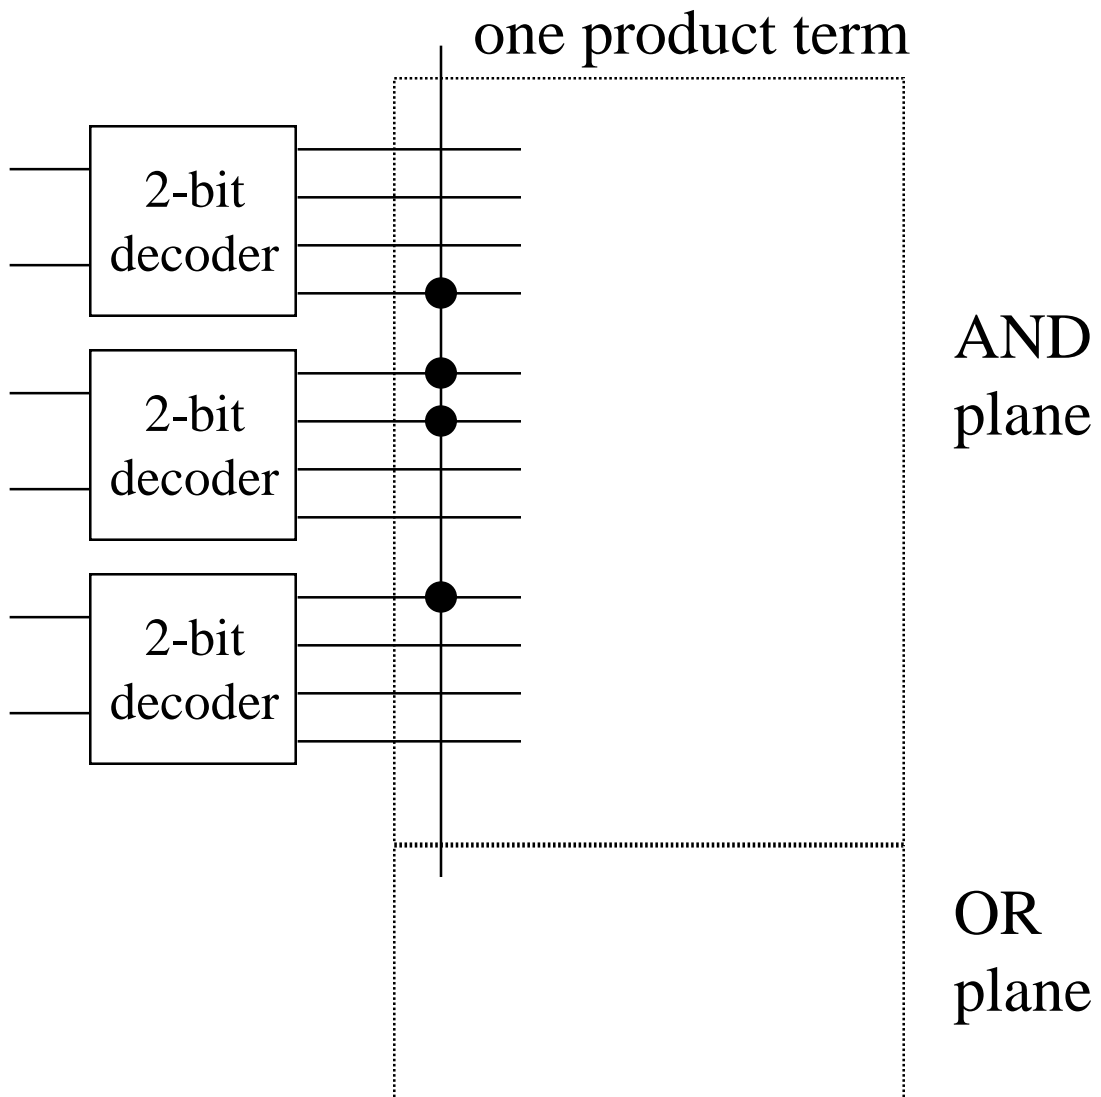 one product term
2-bit
decoder
2-bit
decoder
2-bit
decoder
AND
plane
OR
plane